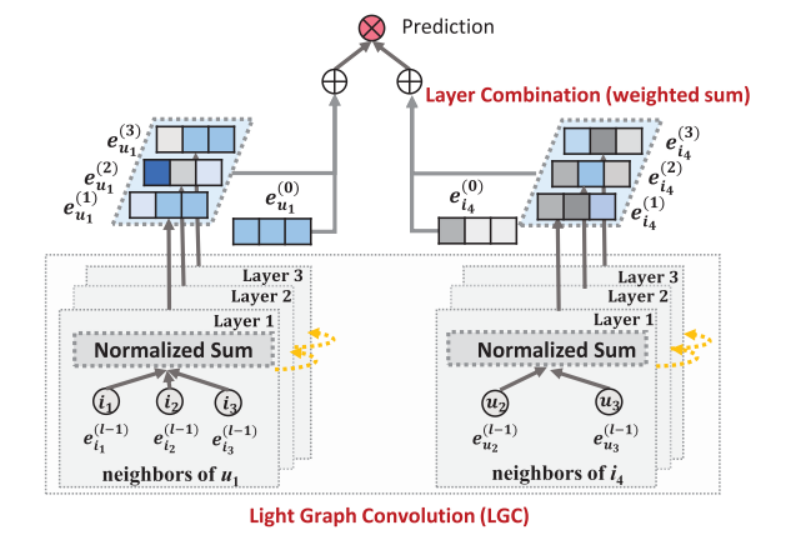 Prediction
Layer Combination (weighted sum)
e_{u_1}^{(3)}
e_{u_1}^{(2)}
e_{u_1}^{(1)}
e_{u_1}^{(0)}
e_{i_4}^{(0)}
e_{i_4}^{(3)}
e_{i_4}^{(2)}
e_{i_4}^{(1)}
Layer 3
Layer 2
Layer 1
Normalized Sum
i_1 i_2 i_3
e_{i_1}^{(l-1)} e_{i_2}^{(l-1)} e_{i_3}^{(l-1)}
neighbors of u_1
Layer 3
Layer 2
Layer 1
Normalized Sum
u_2 u_3
e_{u_2}^{(l-1)} e_{u_3}^{(l-1)}
neighbors of i_4
Light Graph Convolution (LGC)